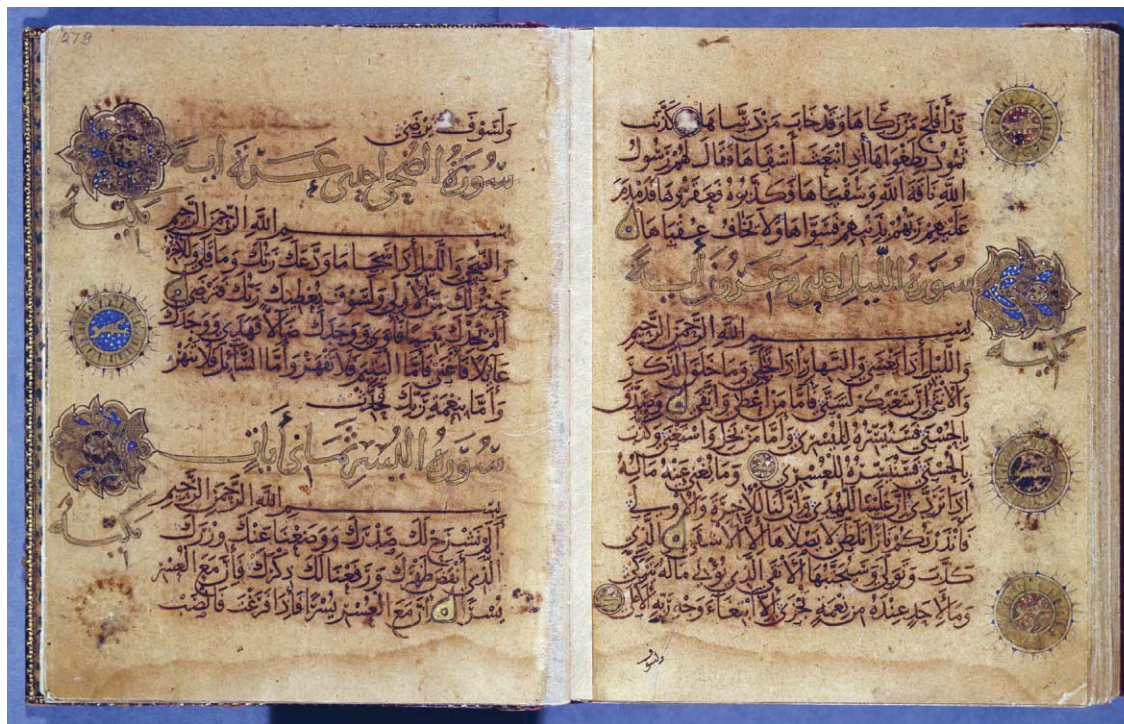 قد أفلح من زكاها وقد خاب من دساها كذبت
ثمود بطغواها إذ انبعث أشقاها فقال لهم رسول
الله ناقة الله وسقياها فكذبوه فعقروها فدمدم
عليهم ربهم بذنبهم فسواها ولا يخاف عقباها
سورة الليل احدى وعشرون اية
مكية
بسم الله الرحمن الرحيم
والليل إذا يغشى والنهار إذا تجلى وما خلق الذكر
والأنثى إن سعيكم لشتى فأما من أعطى واتقى وصدق
بالحسنى فسنيسره لليسرى وأما من بخل واستغنى وكذب
بالحسنى فسنيسره للعسرى وما يغني عنه ماله
إذا تردى إن علينا للهدى وإن لنا للآخرة والأولى
فأنذرتكم نارا تلظى لا يصلاها إلا الأشقى الذي
كذب وتولى وسيجنبها الأتقى الذي يؤتي ماله يتزكى
وما لأحد عنده من نعمة تجزى إلا ابتغاء وجه ربه الأعلى
ولسوف
279
ولسوف يرضى
سورة الضحى احدى عشرة اية
مكية
بسم الله الرحمن الرحيم
والضحى والليل إذا سجى ما ودعك ربك وما قلى وللآخرة
خير لك من الأولى ولسوف يعطيك ربك فترضى
ألم يجدك يتيما فآوى ووجدك ضالا فهدى ووجدك
عائلا فأغنى فأما اليتيم فلا تقهر وأما السائل فلا تنهر
وأما بنعمة ربك فحدث
سورة اليسر ثماني أيات
مكية
بسم الله الرحمن الرحيم
ألم نشرح لك صدرك ووضعنا عنك وزرك
الذي أنقض ظهرك ورفعنا لك ذكرك فإن مع العسر
يسرا إن مع العسر يسرا فإذا فرغت فانصب